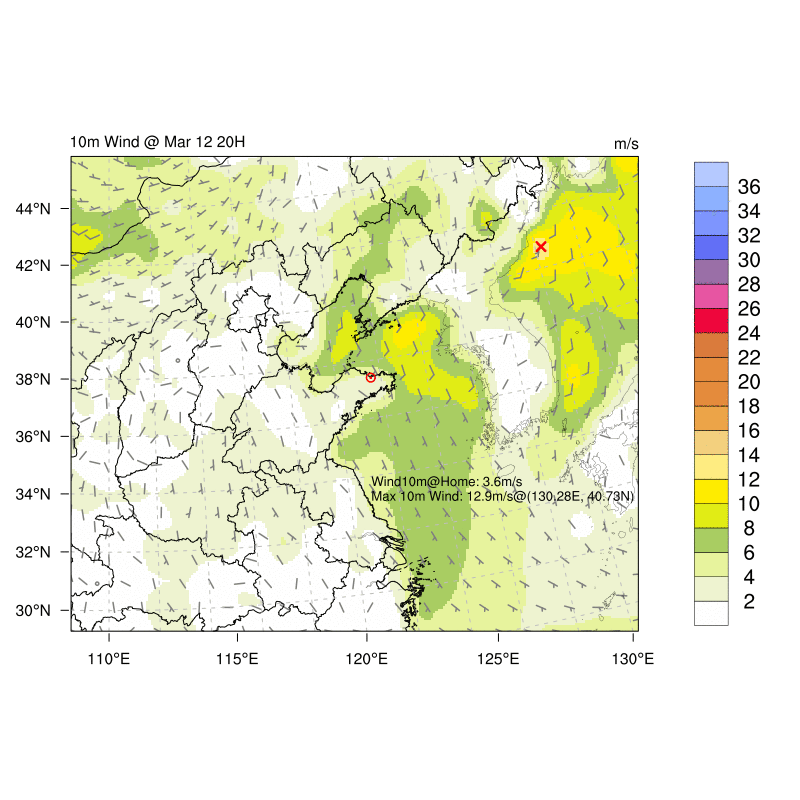 10m Wind @ Mar 12 20H
m/s
44°N
42°N
40°N
38°N
36°N
34°N
32°N
30°N
110°E
115°E
120°E
125°E
130°E
Wind10m@Home: 3.6m/s
Max 10m Wind: 12.9m/s@(130.28E, 40.73N)
36
34
32
30
28
26
24
22
20
18
16
14
12
10
8
6
4
2